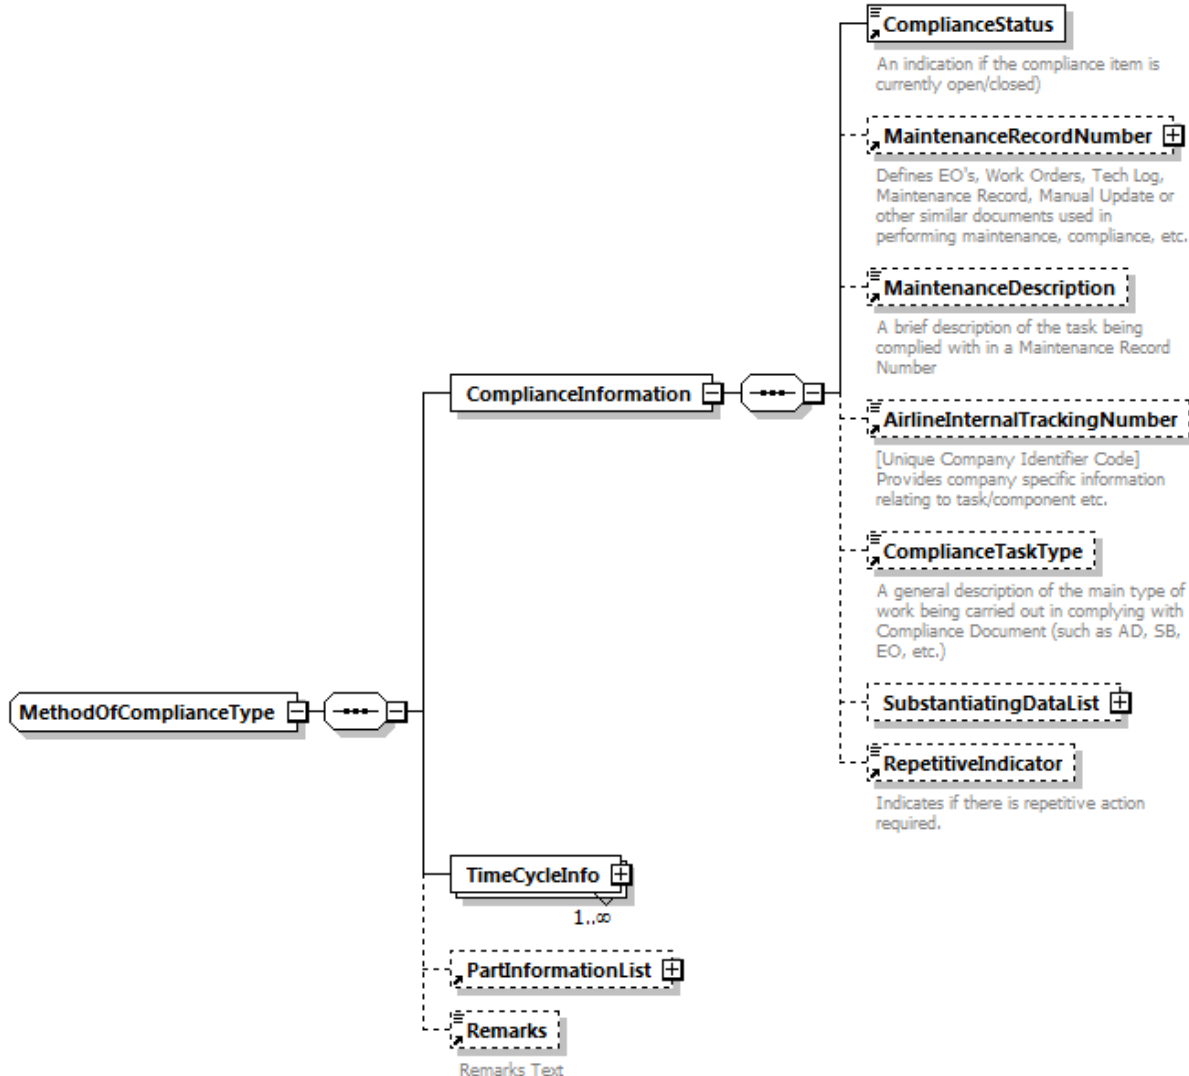 ComplianceStatus
An indication if the compliance item is
currently open/closed)
MaintenanceRecordNumber
Defines EO's, Work Orders, Tech Log,
Maintenance Record, Manual Update or
other similar documents used in
performing maintenance, compliance, etc.
MaintenanceDescription
A brief description of the task being
complied with in a Maintenance Record
Number
ComplianceInformation
AirlineInternalTrackingNumber
[Unique Company Identifier Code]
Provides company specific information
relating to task/component etc.
ComplianceTaskType
A general description of the main type of
work being carried out in complying with
Compliance Document (such as AD, SB,
EO, etc.)
MethodOfComplianceType
SubstantiatingDataList
RepetitiveIndicator
Indicates if there is repetitive action
required.
TimeCycleInfo
1..∞
PartInformationList
Remarks
Remarks Text